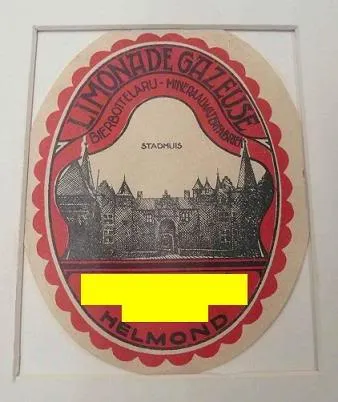 LIMONADE GAZEUSE
BIERBOTTELARIJ - MINERAALWATERFABRIEK
STADHUIS
HELMOND